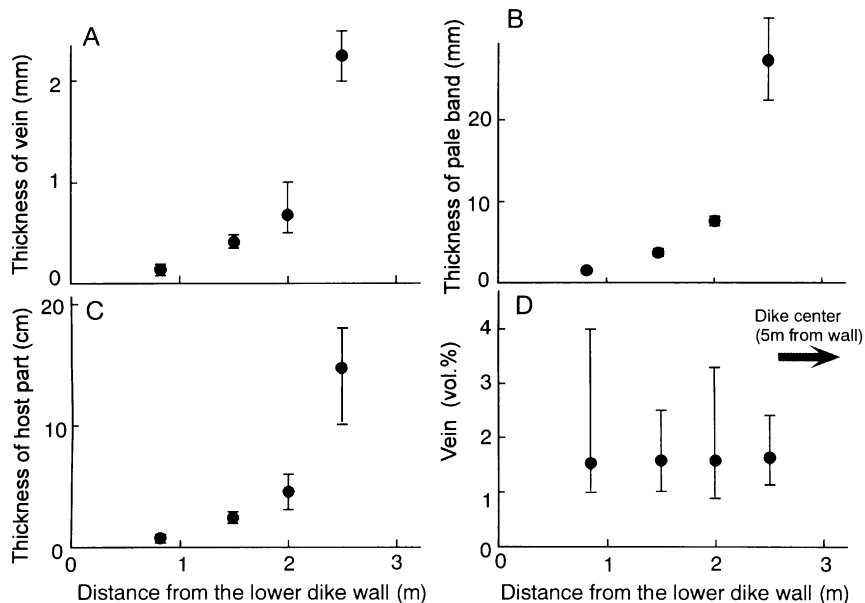 A
Thickness of vein (mm)
2
1
0
B
Thickness of pale band (mm)
20
10
0
C
Thickness of host part (cm)
20
10
0
0
1
2
3
Distance from the lower dike wall (m)
D
Dike center
(5m from wall)
Vein (vol.%)
4
3
2
1
0
0
1
2
3
Distance from the lower dike wall (m)